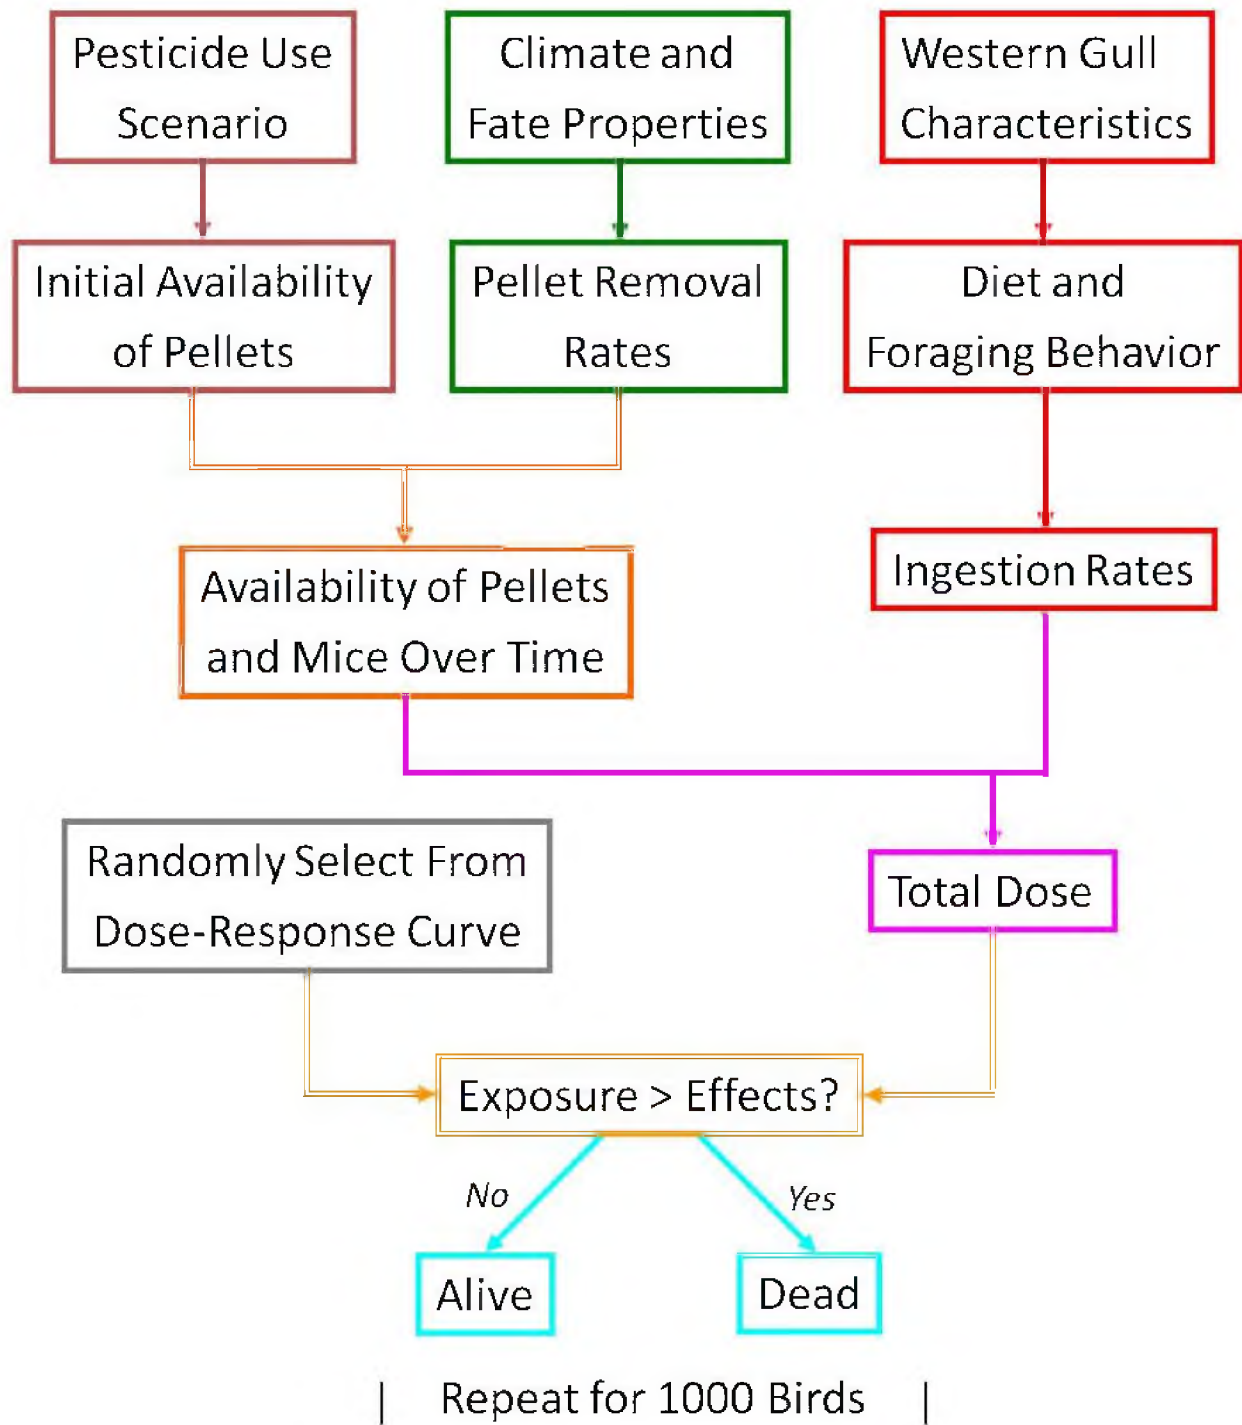 Pesticide Use
Scenario
Climate and
Fate Properties
Western Gull
Characteristics
Initial Availability
of Pellets
Pellet Removal
Rates
Diet and
Foraging Behavior
Availability of Pellets
and Mice Over Time
Ingestion Rates
Randomly Select From
Dose-Response Curve
Total Dose
Exposure > Effects?
No
Yes
Alive
Dead
| Repeat for 1000 Birds |